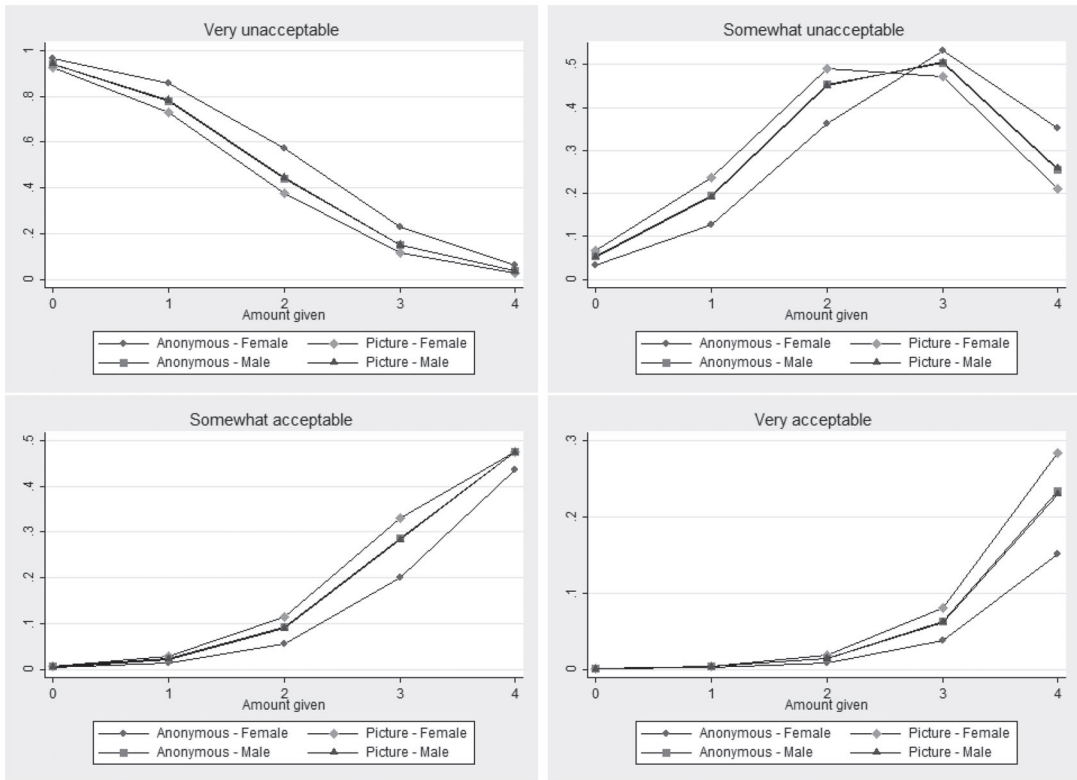 Very unacceptable
1
.8
.6
.4
.2
0
0 1 2 3 4
Amount given
Anonymous - Female Picture - Female
Anonymous - Male Picture - Male
Somewhat unacceptable
.5
.4
.3
.2
.1
0
0 1 2 3 4
Amount given
Anonymous - Female Picture - Female
Anonymous - Male Picture - Male
Somewhat acceptable
.5
.4
.3
.2
.1
0
0 1 2 3 4
Amount given
Anonymous - Female Picture - Female
Anonymous - Male Picture - Male
Very acceptable
.3
.2
.1
0
0 1 2 3 4
Amount given
Anonymous - Female Picture - Female
Anonymous - Male Picture - Male